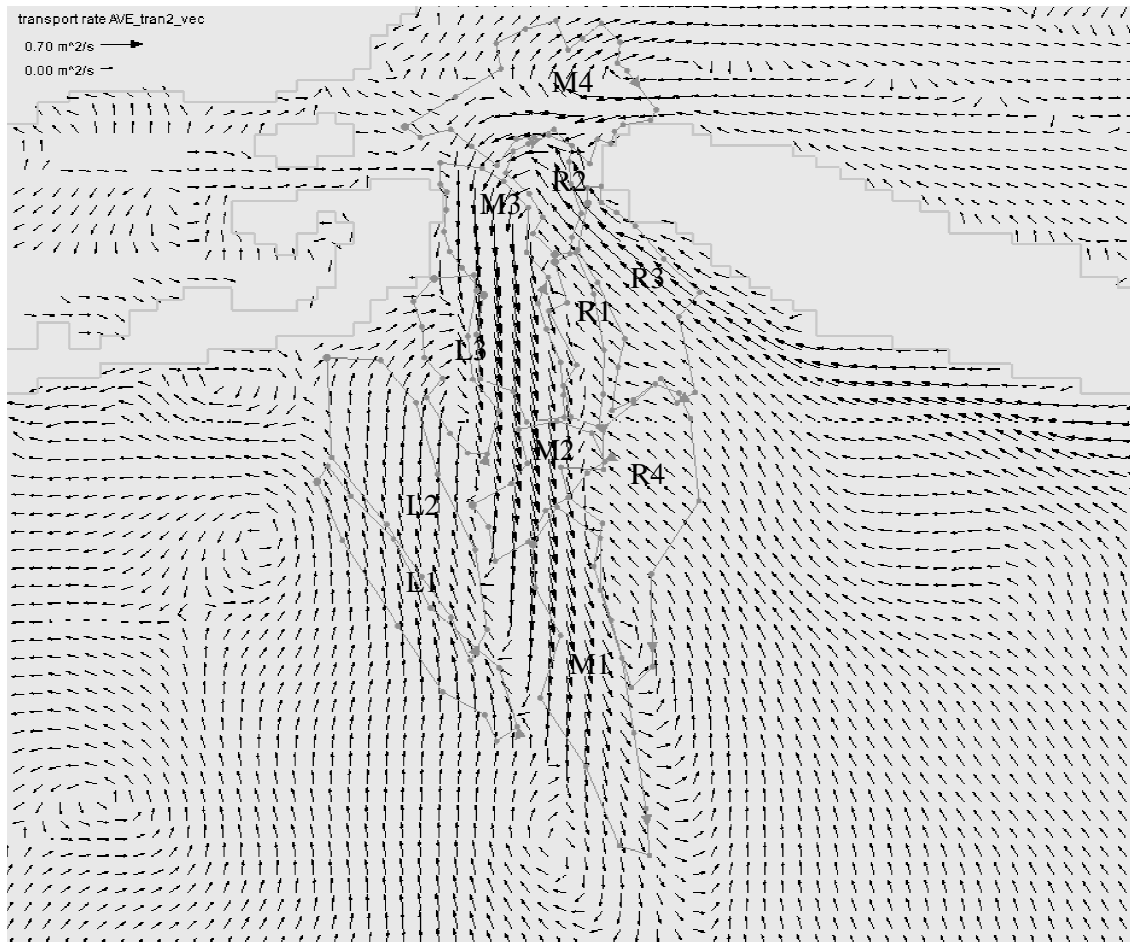 transport rate AVE_tran2_vec
0.70 m^2/s
0.00 m^2/s
M4
R2
M3
R3
R1
L3
M2
R4
L2
L1
M1